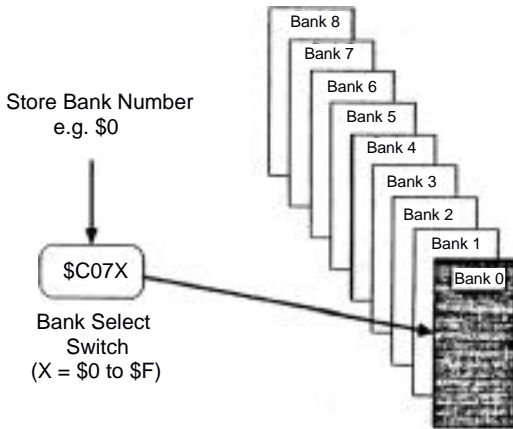 Bank 8
Bank 7
Bank 6
Bank 5
Bank 4
Bank 3
Bank 2
Bank 1
Bank 0
Store Bank Number
e.g. $0
$C07X
Bank Select
Switch
(X = $0 to $F)